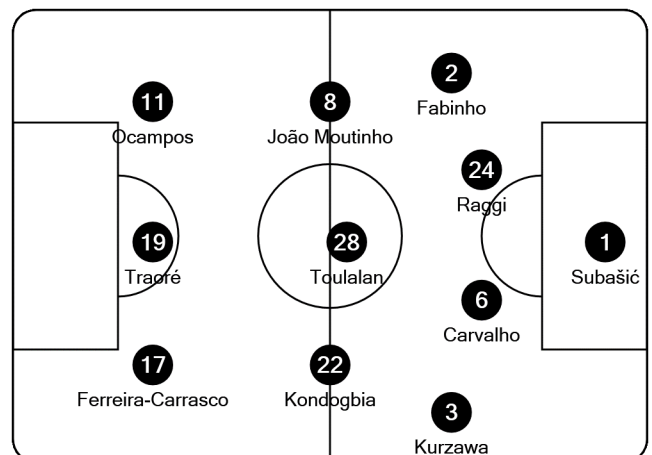 2
Fabinho
11
Ocampos
8
João Moutinho
24
Raggi
19
Traoré
28
Toulalan
1
Subašić
6
Carvalho
17
Ferreira-Carrasco
22
Kondogbia
3
Kurzawa